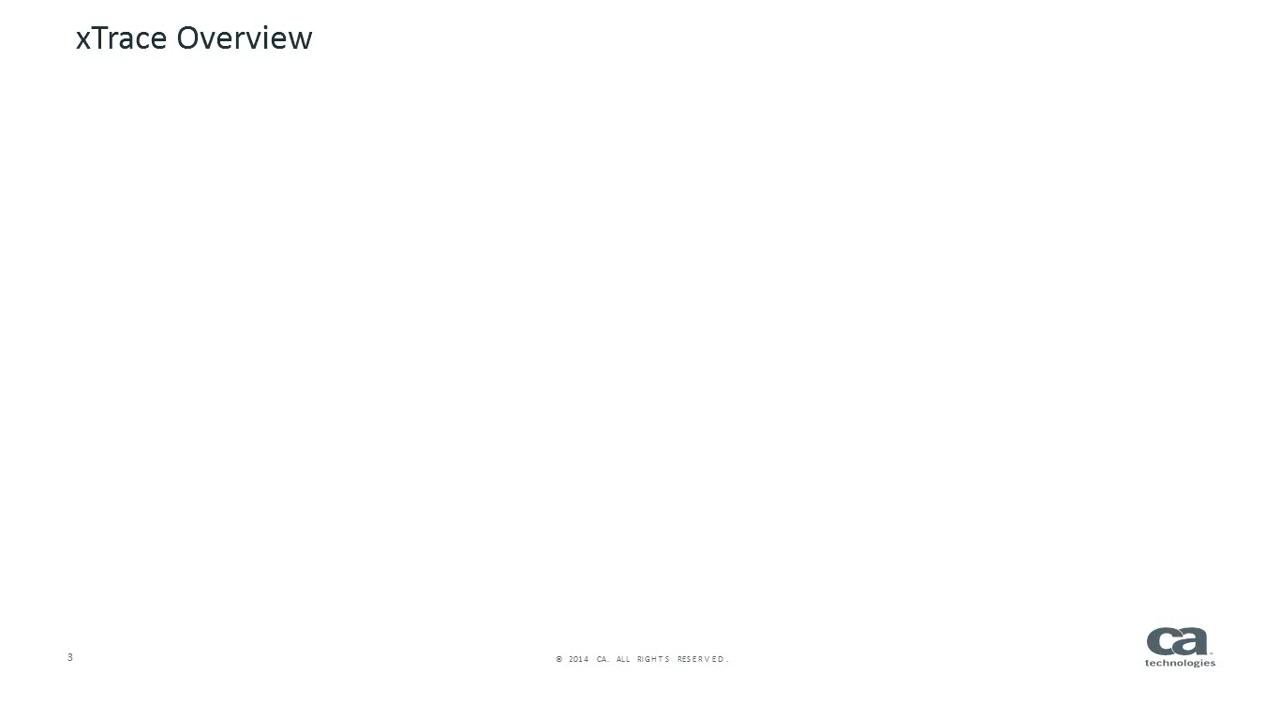 xTrace Overview
3
© 2014 CA. ALL RIGHTS RESERVED.
ca
technologies